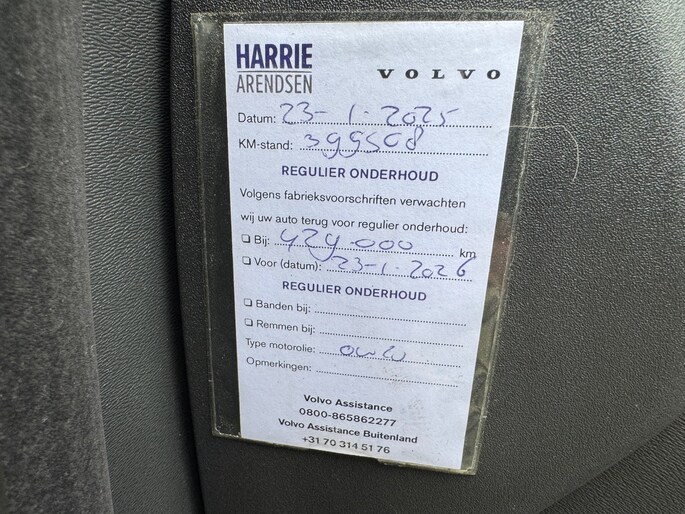 HARRIE
ARENDSEN
VOLVO
Datum: 23-1-2025
KM-stand: 399508
REGULIER ONDERHOUD
Volgens fabrieksvoorschriften verwachten
wij uw auto terug voor regulier onderhoud:
Bij: 429.000 km
Voor (datum): 23-1-2026
REGULIER ONDERHOUD
Banden bij:
Remmen bij:
Type motorolie: 0w20
Opmerkingen:
Volvo Assistance
0800-865862277
Volvo Assistance Buitenland
+31 70 314 51 76